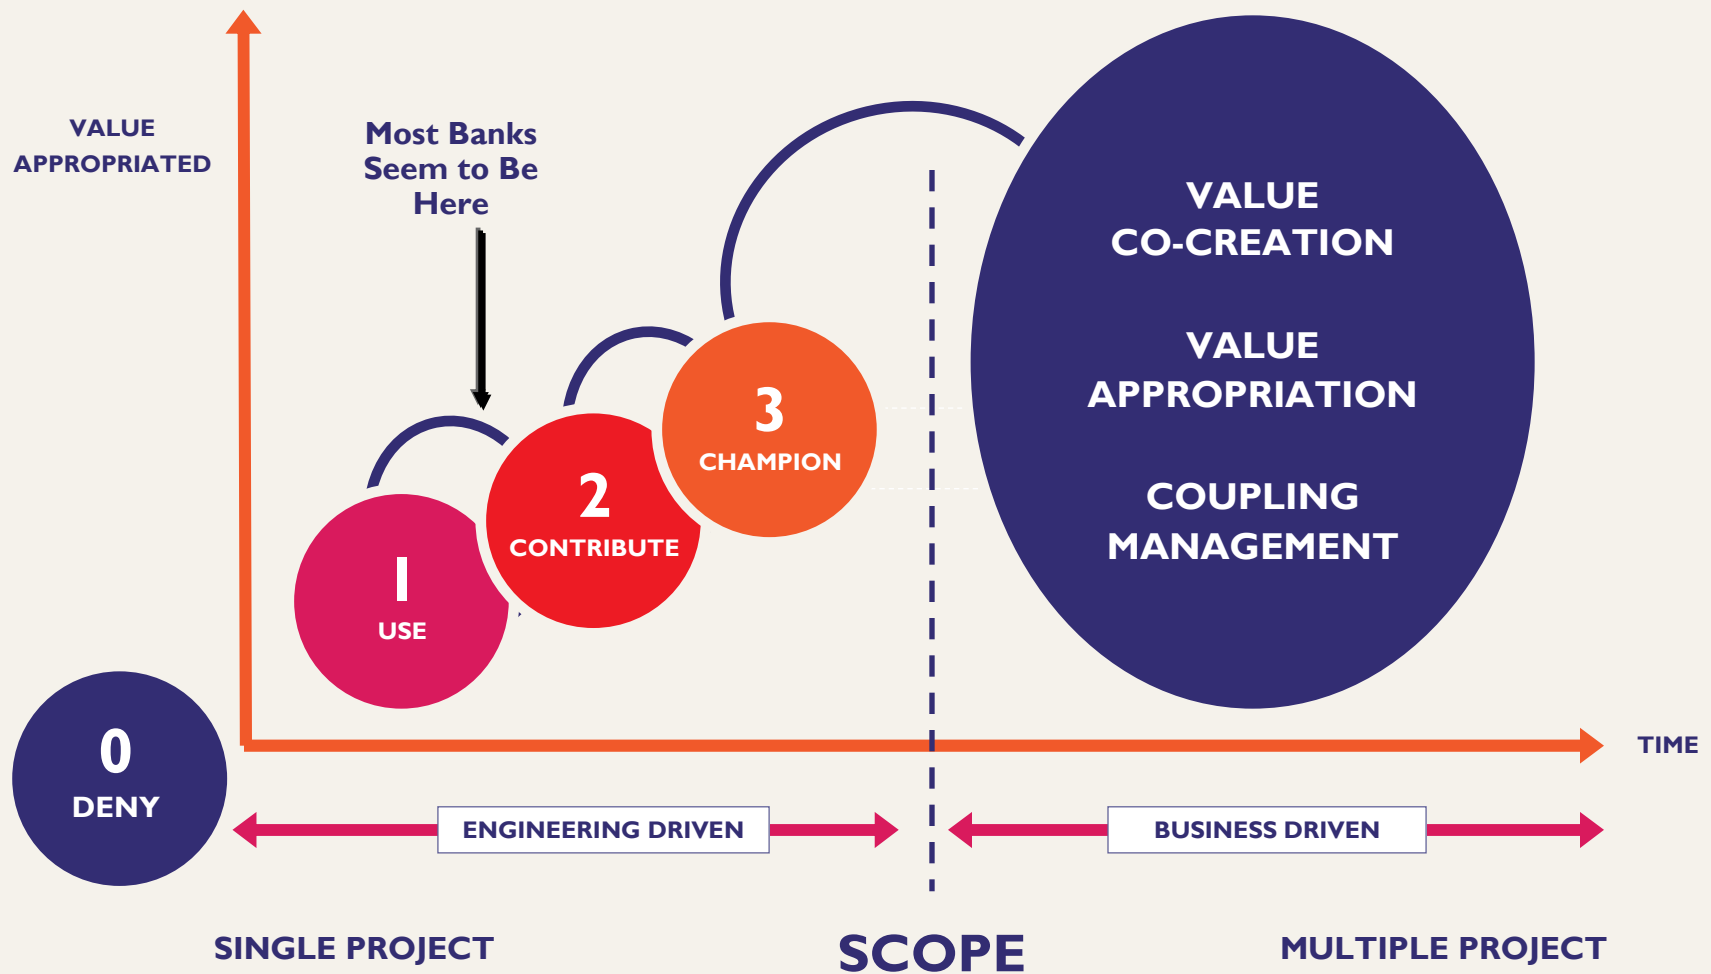 VALUE
APPROPRIATED
Most Banks
Seem to Be
Here
VALUE
CO-CREATION
VALUE
APPROPRIATION
COUPLING
MANAGEMENT
3
CHAMPION
2
CONTRIBUTE
1
USE
0
DENY
TIME
ENGINEERING DRIVEN
BUSINESS DRIVEN
SINGLE PROJECT
SCOPE
MULTIPLE PROJECT